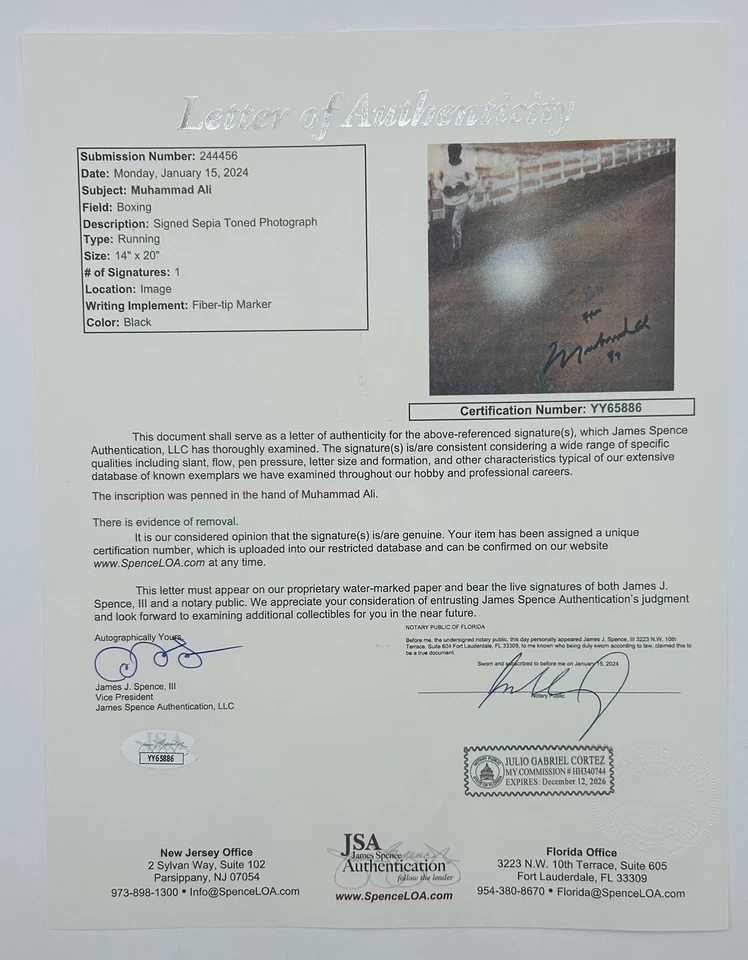 Letter of Authenticity
Submission Number: 244456
Date: Monday, January 15, 2024
Subject: Muhammad Ali
Field: Boxing
Description: Signed Sepia Toned Photograph
Type: Running
Size: 14" x 20"
# of Signatures: 1
Location: Image
Writing Implement: Fiber-tip Marker
Color: Black
Muhammad
Certification Number: YY65886
This document shall serve as a letter of authenticity for the above-referenced signature(s), which James Spence
Authentication, LLC has thoroughly examined. The signature(s) is/are consistent considering a wide range of specific
qualities including slant, flow, pen pressure, letter size and formation, and other characteristics typical of our extensive
database of known exemplars we have examined throughout our hobby and professional careers.
The inscription was penned in the hand of Muhammad Ali.
There is evidence of removal.
It is our considered opinion that the signature(s) is/are genuine. Your item has been assigned a unique
certification number, which is uploaded into our restricted database and can be confirmed on our website
www.SpenceLOA.com at any time.
This letter must appear on our proprietary water-marked paper and bear the live signatures of both James J.
Spence, III and a notary public. We appreciate your consideration of entrusting James Spence Authentication's judgment
and look forward to examining additional collectibles for you in the near future.
NOTARY PUBLIC OF FLORIDA
Before me, the undersigned notary public, this day personally appeared James J. Spence, III 3223 N.W. 10th
Terrace, Suite 604 Fort Lauderdale, FL 33309, to me known who being duly sworn according to law, claimed this to
be a true document.
Sworn and subscribed to before me on January 15, 2024
Notary Public
Autographically Yours,
James J. Spence, III
Vice President
James Spence Authentication, LLC
JSA
YY65886
JULIO GABRIEL CORTEZ
MY COMMISSION # HH340744
EXPIRES: December 12, 2026
New Jersey Office
2 Sylvan Way, Suite 102
Parsippany, NJ 07054
973-898-1300 • Info@SpenceLOA.com
JSA
James Spence
Authentication
follow the leader
www.SpenceLOA.com
Florida Office
3223 N.W. 10th Terrace, Suite 605
Fort Lauderdale, FL 33309
954-380-8670 • Florida@SpenceLOA.com